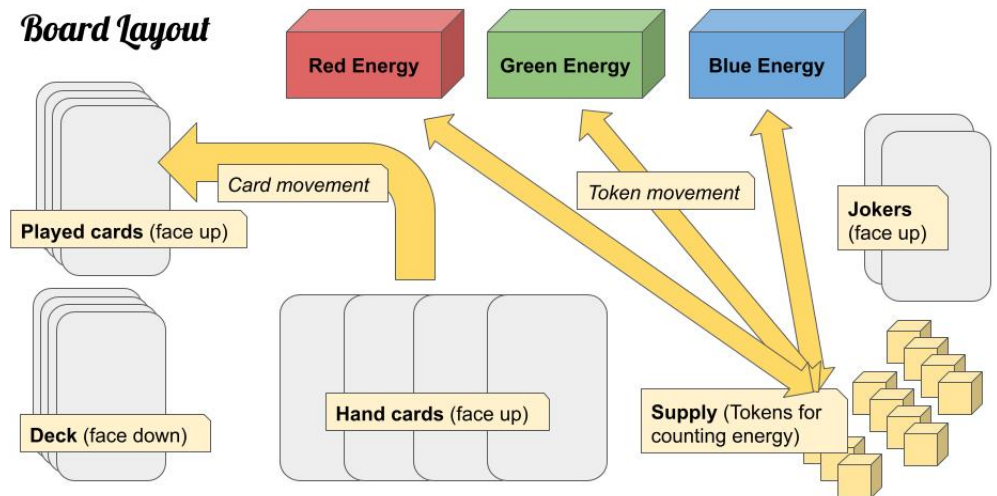 Board Layout
Red Energy
Green Energy
Blue Energy
Card movement
Token movement
Played cards (face up)
Jokers
(face up)
Deck (face down)
Hand cards (face up)
Supply (Tokens for
counting energy)